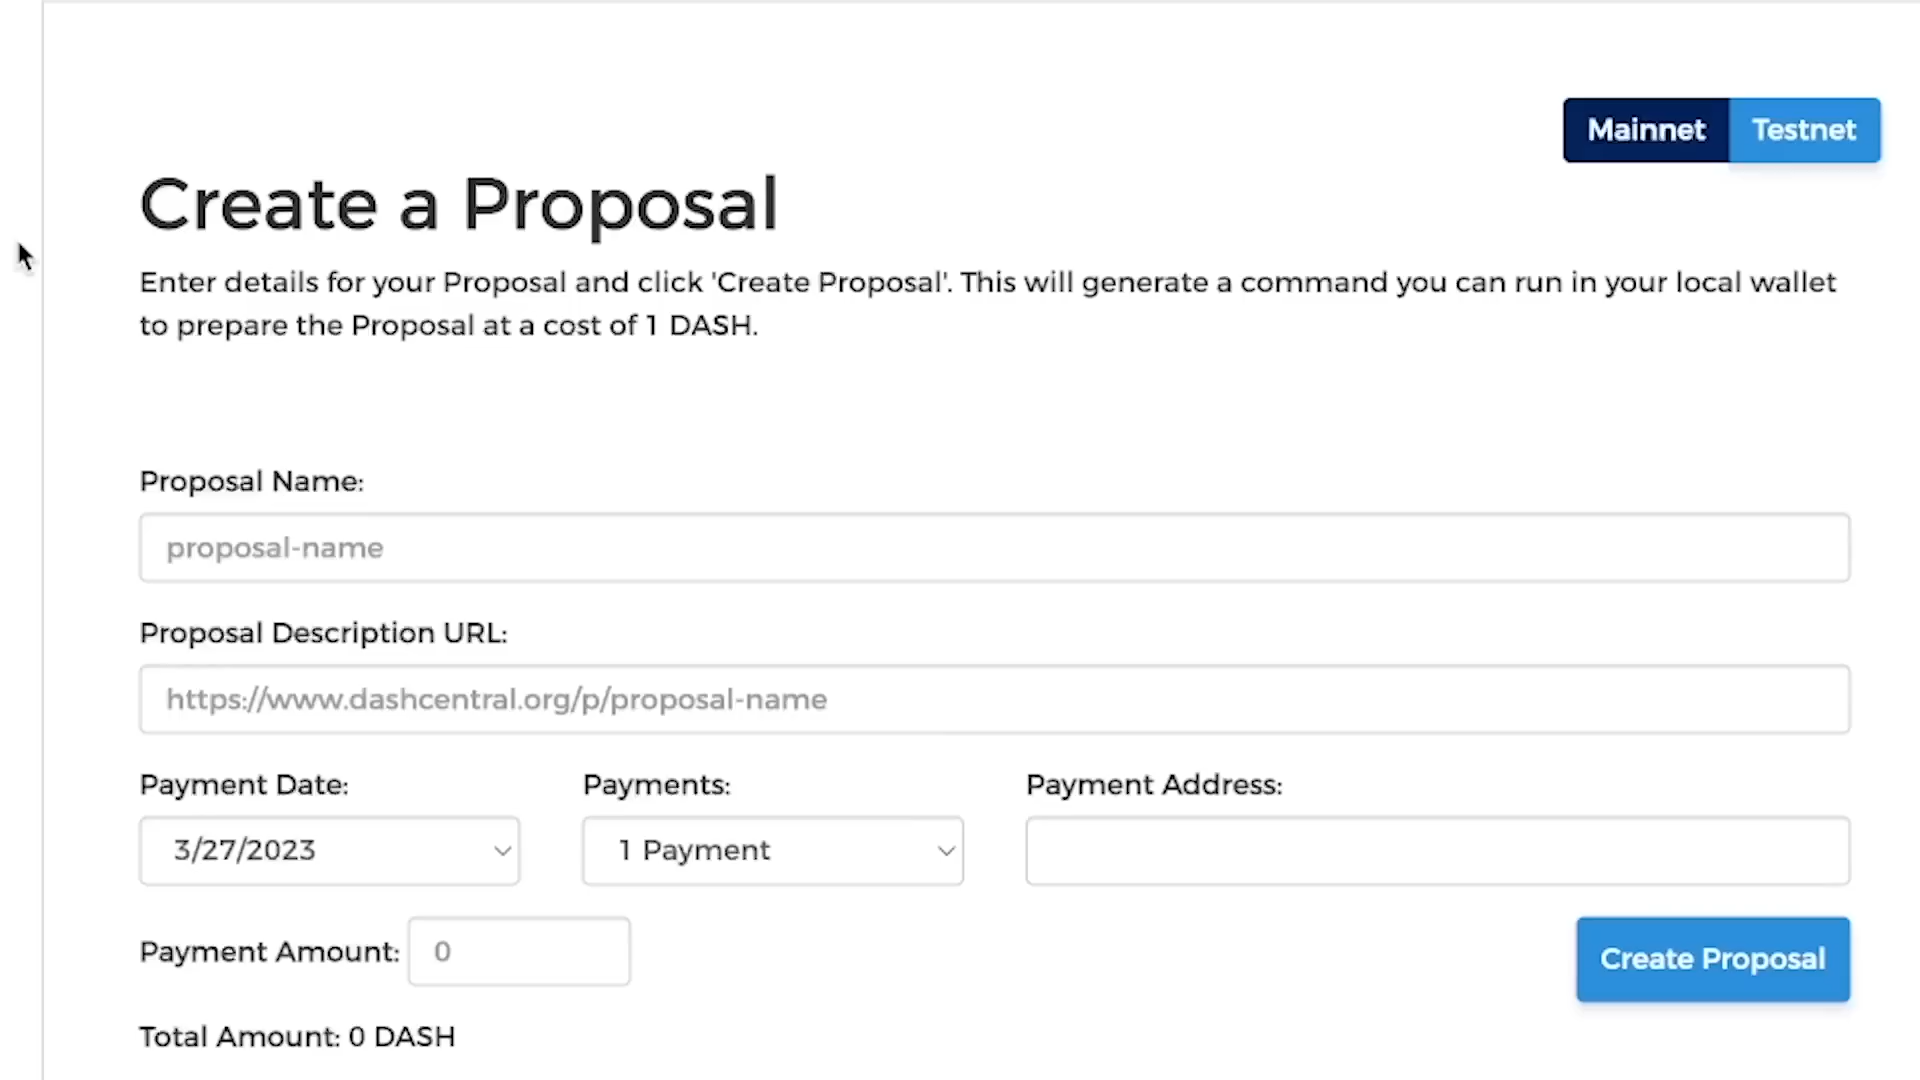 Mainnet Testnet
Create a Proposal
Enter details for your Proposal and click 'Create Proposal'. This will generate a command you can run in your local wallet
to prepare the Proposal at a cost of 1 DASH.
Proposal Name:
proposal-name
Proposal Description URL:
https://www.dashcentral.org/p/proposal-name
Payment Date: Payments: Payment Address:
3/27/2023 1 Payment
Payment Amount: 0 Create Proposal
Total Amount: 0 DASH